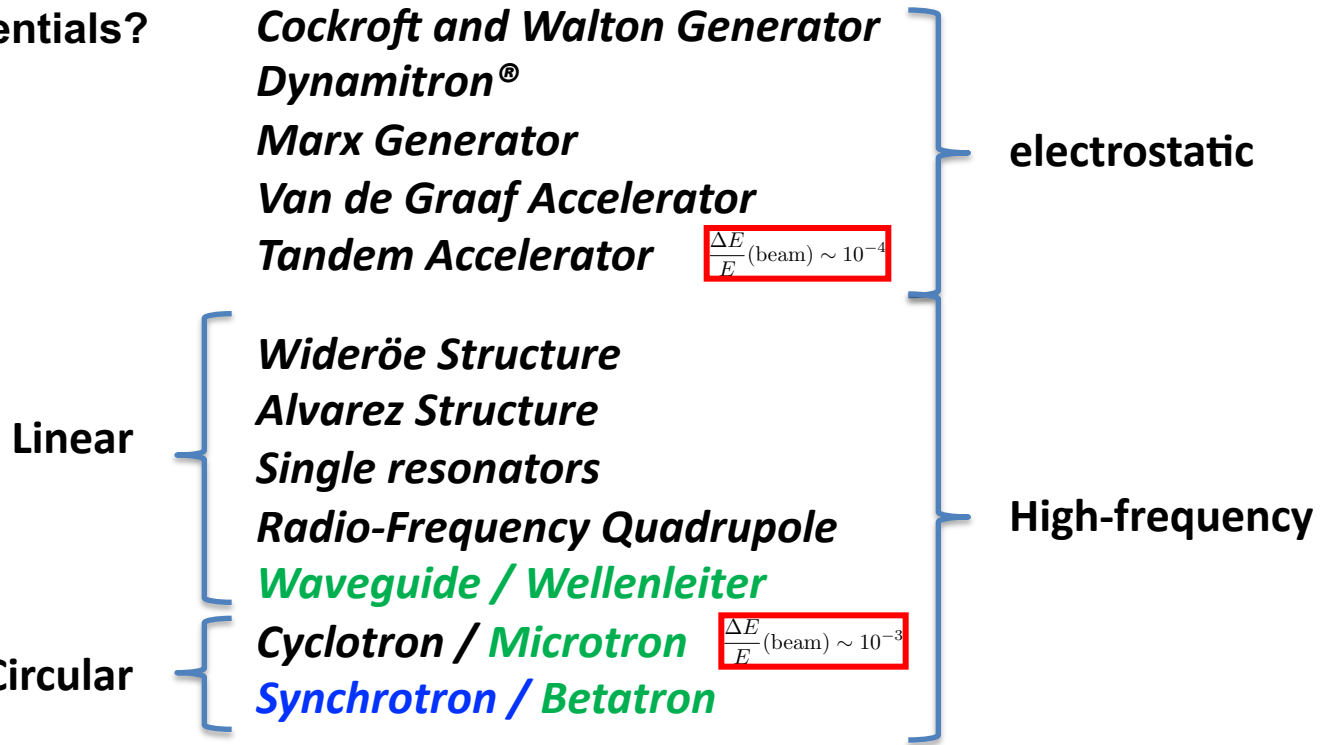 entials?
Cockroft and Walton Generator
Dynamitron®
Marx Generator
Van de Graaf Accelerator
Tandem Accelerator
ΔE/E (beam) ∼ 10⁻⁴
electrostatic
Linear
Wideröe Structure
Alvarez Structure
Single resonators
Radio-Frequency Quadrupole
Waveguide / Wellenleiter
High-frequency
Circular
Cyclotron / Microtron
ΔE/E (beam) ∼ 10⁻³
Synchrotron / Betatron